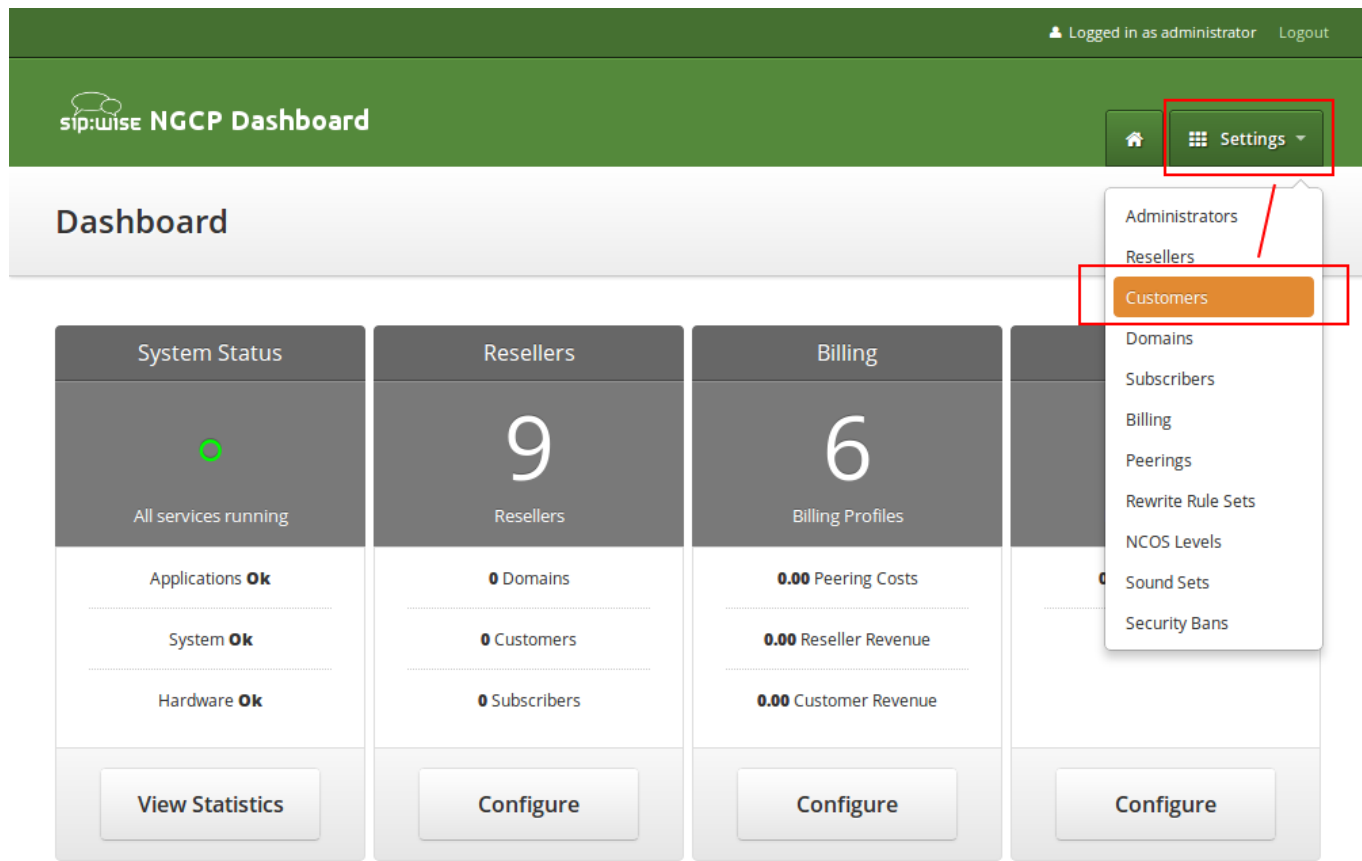 Logged in as administrator Logout
sip:wise NGCP Dashboard
Settings
Dashboard
Administrators
Resellers
Customers
Domains
Subscribers
Billing
Peerings
Rewrite Rule Sets
NCOS Levels
Sound Sets
Security Bans
System Status
All services running
Applications Ok
System Ok
Hardware Ok
View Statistics
Resellers
9
Resellers
0 Domains
0 Customers
0 Subscribers
Configure
Billing
6
Billing Profiles
0.00 Peering Costs
0.00 Reseller Revenue
0.00 Customer Revenue
Configure
Configure